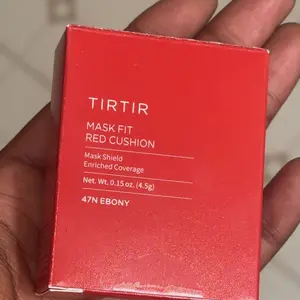 TIRTIR
MASK FIT
RED CUSHION
Mask Shield
Enriched Coverage
Net. Wt. 0.15 oz. (4.5g)
47N EBONY